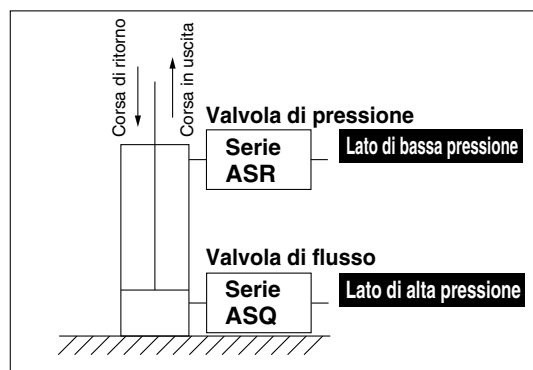 Corsa di ritorno
Corsa in uscita
Valvola di pressione
Serie
ASR
Lato di bassa pressione
Valvola di flusso
Serie
ASQ
Lato di alta pressione